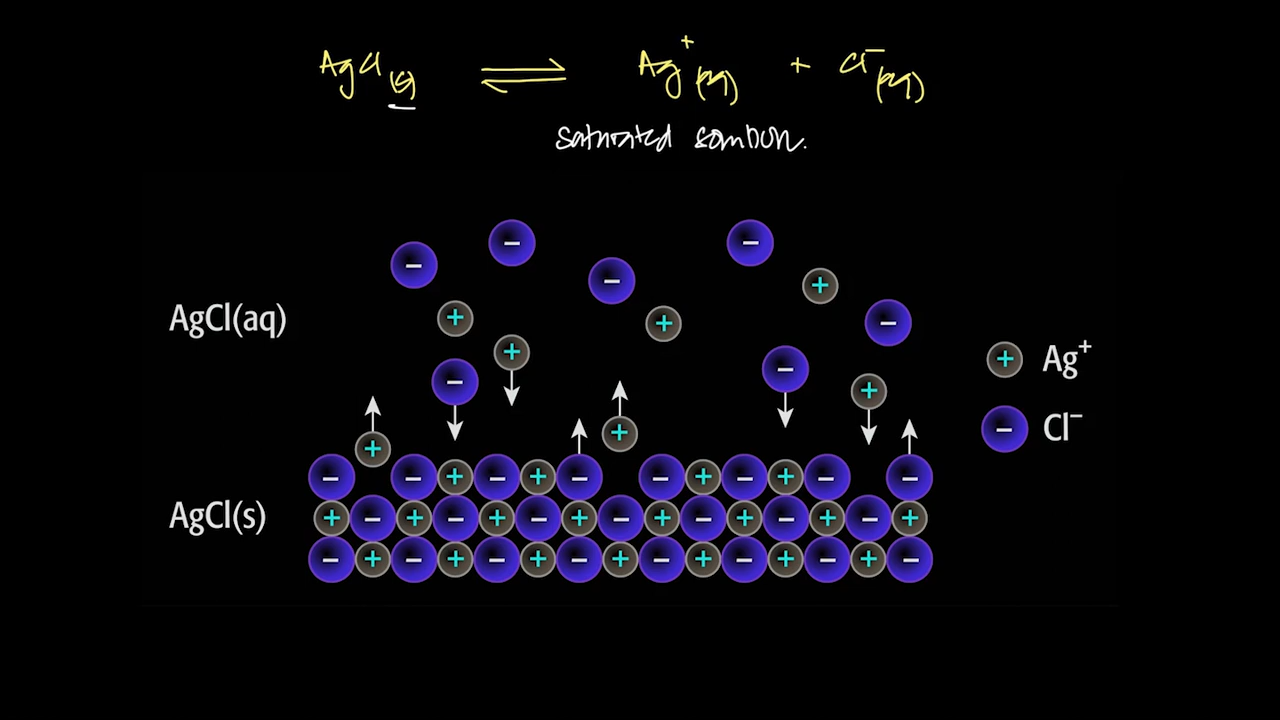 AgCl(s) ⇌ Ag⁺(aq) + Cl⁻(aq)
saturated solution.
AgCl(aq)
Ag⁺
Cl⁻
AgCl(s)